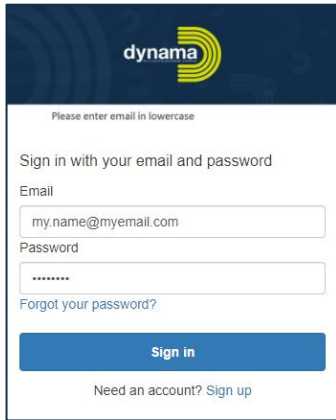 dynama
Please enter email in lowercase
Sign in with your email and password
Email
my.name@myemail.com
Password
••••••••
Forgot your password?
Sign in
Need an account? Sign up